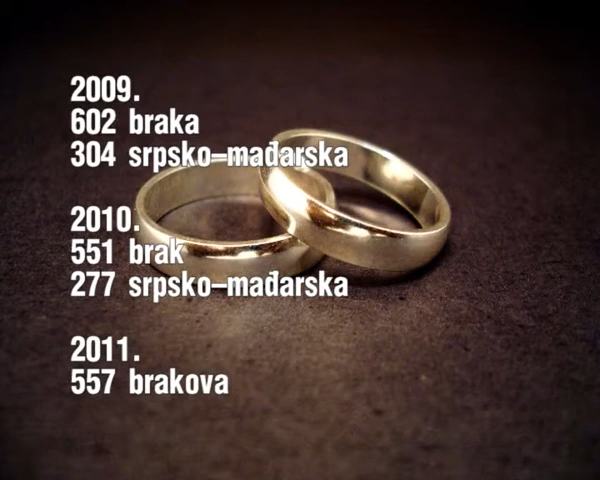 2009.
602 braka
304 srpsko–mađarska
2010.
551 brak
277 srpsko–mađarska
2011.
557 brakova